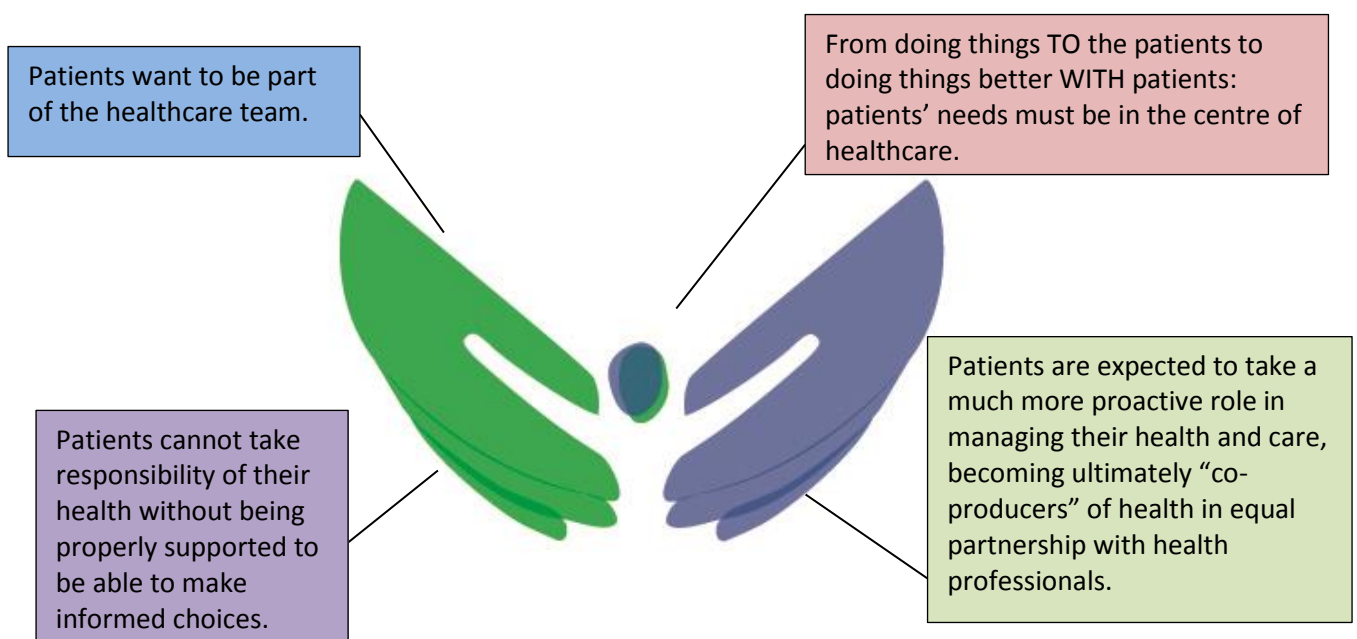 Patients want to be part
of the healthcare team.
From doing things TO the patients to
doing things better WITH patients:
patients’ needs must be in the centre of
healthcare.
Patients cannot take
responsibility of their
health without being
properly supported to
be able to make
informed choices.
Patients are expected to take a
much more proactive role in
managing their health and care,
becoming ultimately “co-
producers” of health in equal
partnership with health
professionals.